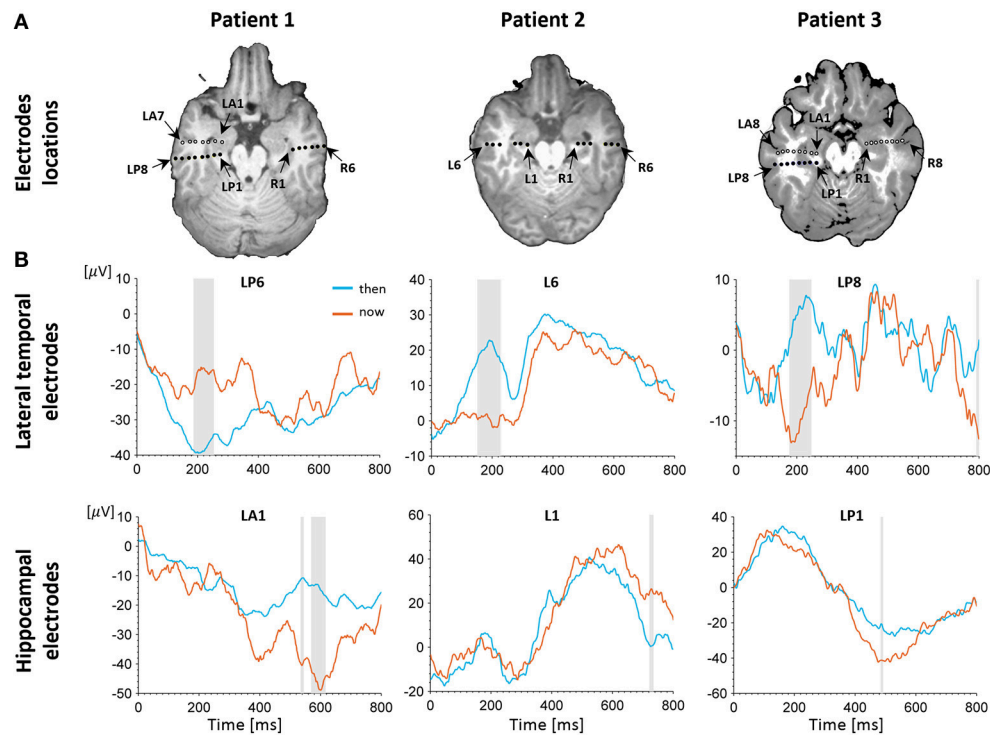 A
Patient 1
Patient 2
Patient 3
Electrodes locations
LA7
LA1
LP8
LP1
R1
R6
L6
L1
R1
R6
LA8
LA1
LP8
LP1
R1
R8
B
Lateral temporal electrodes
[μV]
LP6
then
now
10
0
-10
-20
-30
-40
0
200
400
600
800
L6
40
30
20
10
0
-10
0
200
400
600
800
LP8
10
5
0
-5
-10
-15
0
200
400
600
800
Hippocampal electrodes
[μV]
LA1
10
0
-10
-20
-30
-40
-50
0
200
400
600
800
Time [ms]
L1
60
40
20
0
-20
0
200
400
600
800
Time [ms]
LP1
40
20
0
-20
-40
-60
0
200
400
600
800
Time [ms]